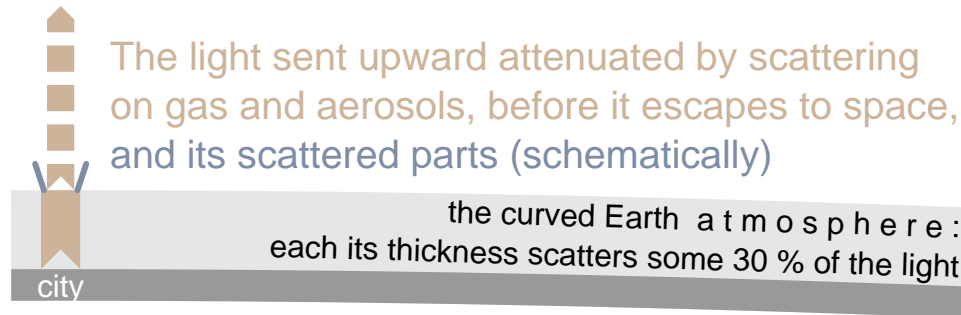 The light sent upward attenuated by scattering
on gas and aerosols, before it escapes to space,
and its scattered parts (schematically)
the curved Earth a t m o s p h e r e :
each its thickness scatters some 30 % of the light
city